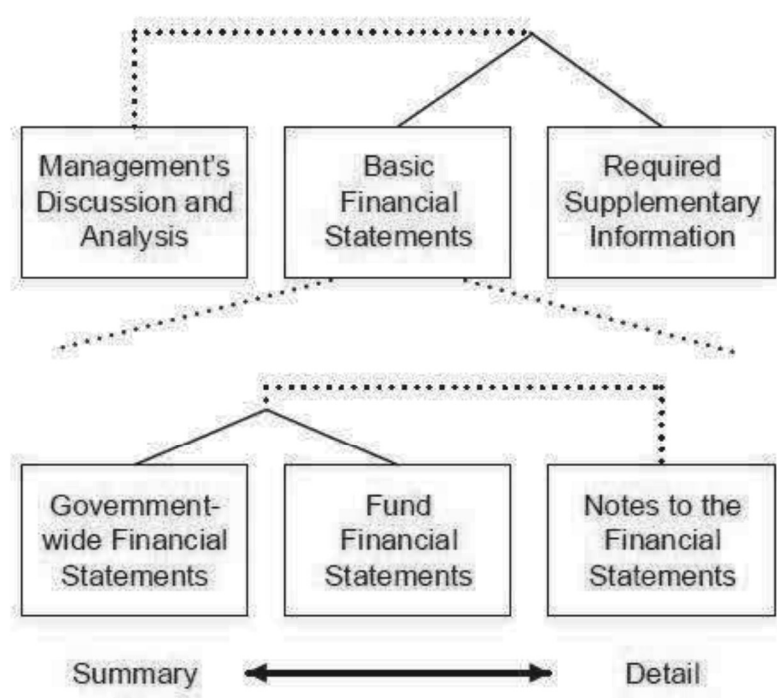 Management's
Discussion and
Analysis
Basic
Financial
Statements
Required
Supplementary
Information
Government-
wide Financial
Statements
Fund
Financial
Statements
Notes to the
Financial
Statements
Summary
Detail